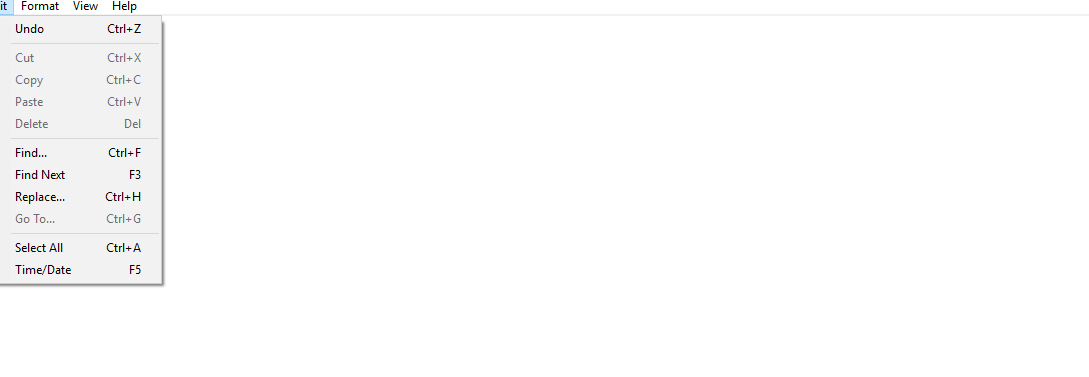 it Format View Help
Undo Ctrl+Z
Cut Ctrl+X
Copy Ctrl+C
Paste Ctrl+V
Delete Del
Find... Ctrl+F
Find Next F3
Replace... Ctrl+H
Go To... Ctrl+G
Select All Ctrl+A
Time/Date F5